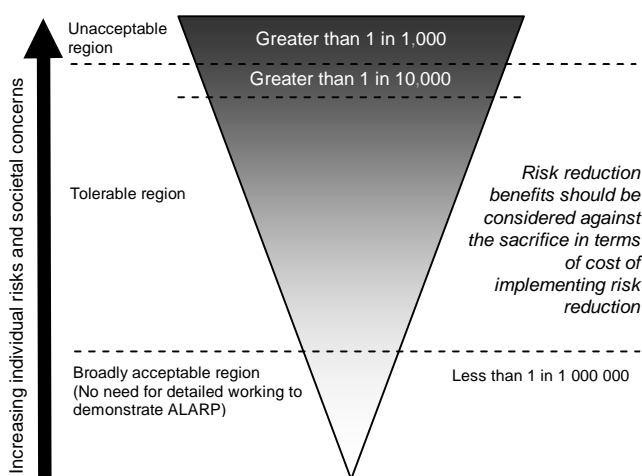 Unacceptable
region
Greater than 1 in 1,000
Greater than 1 in 10,000
Tolerable region
Risk reduction
benefits should be
considered against
the sacrifice in terms
of cost of
implementing risk
reduction
Broadly acceptable region
(No need for detailed working to
demonstrate ALARP)
Less than 1 in 1 000 000
Increasing individual risks and societal concerns